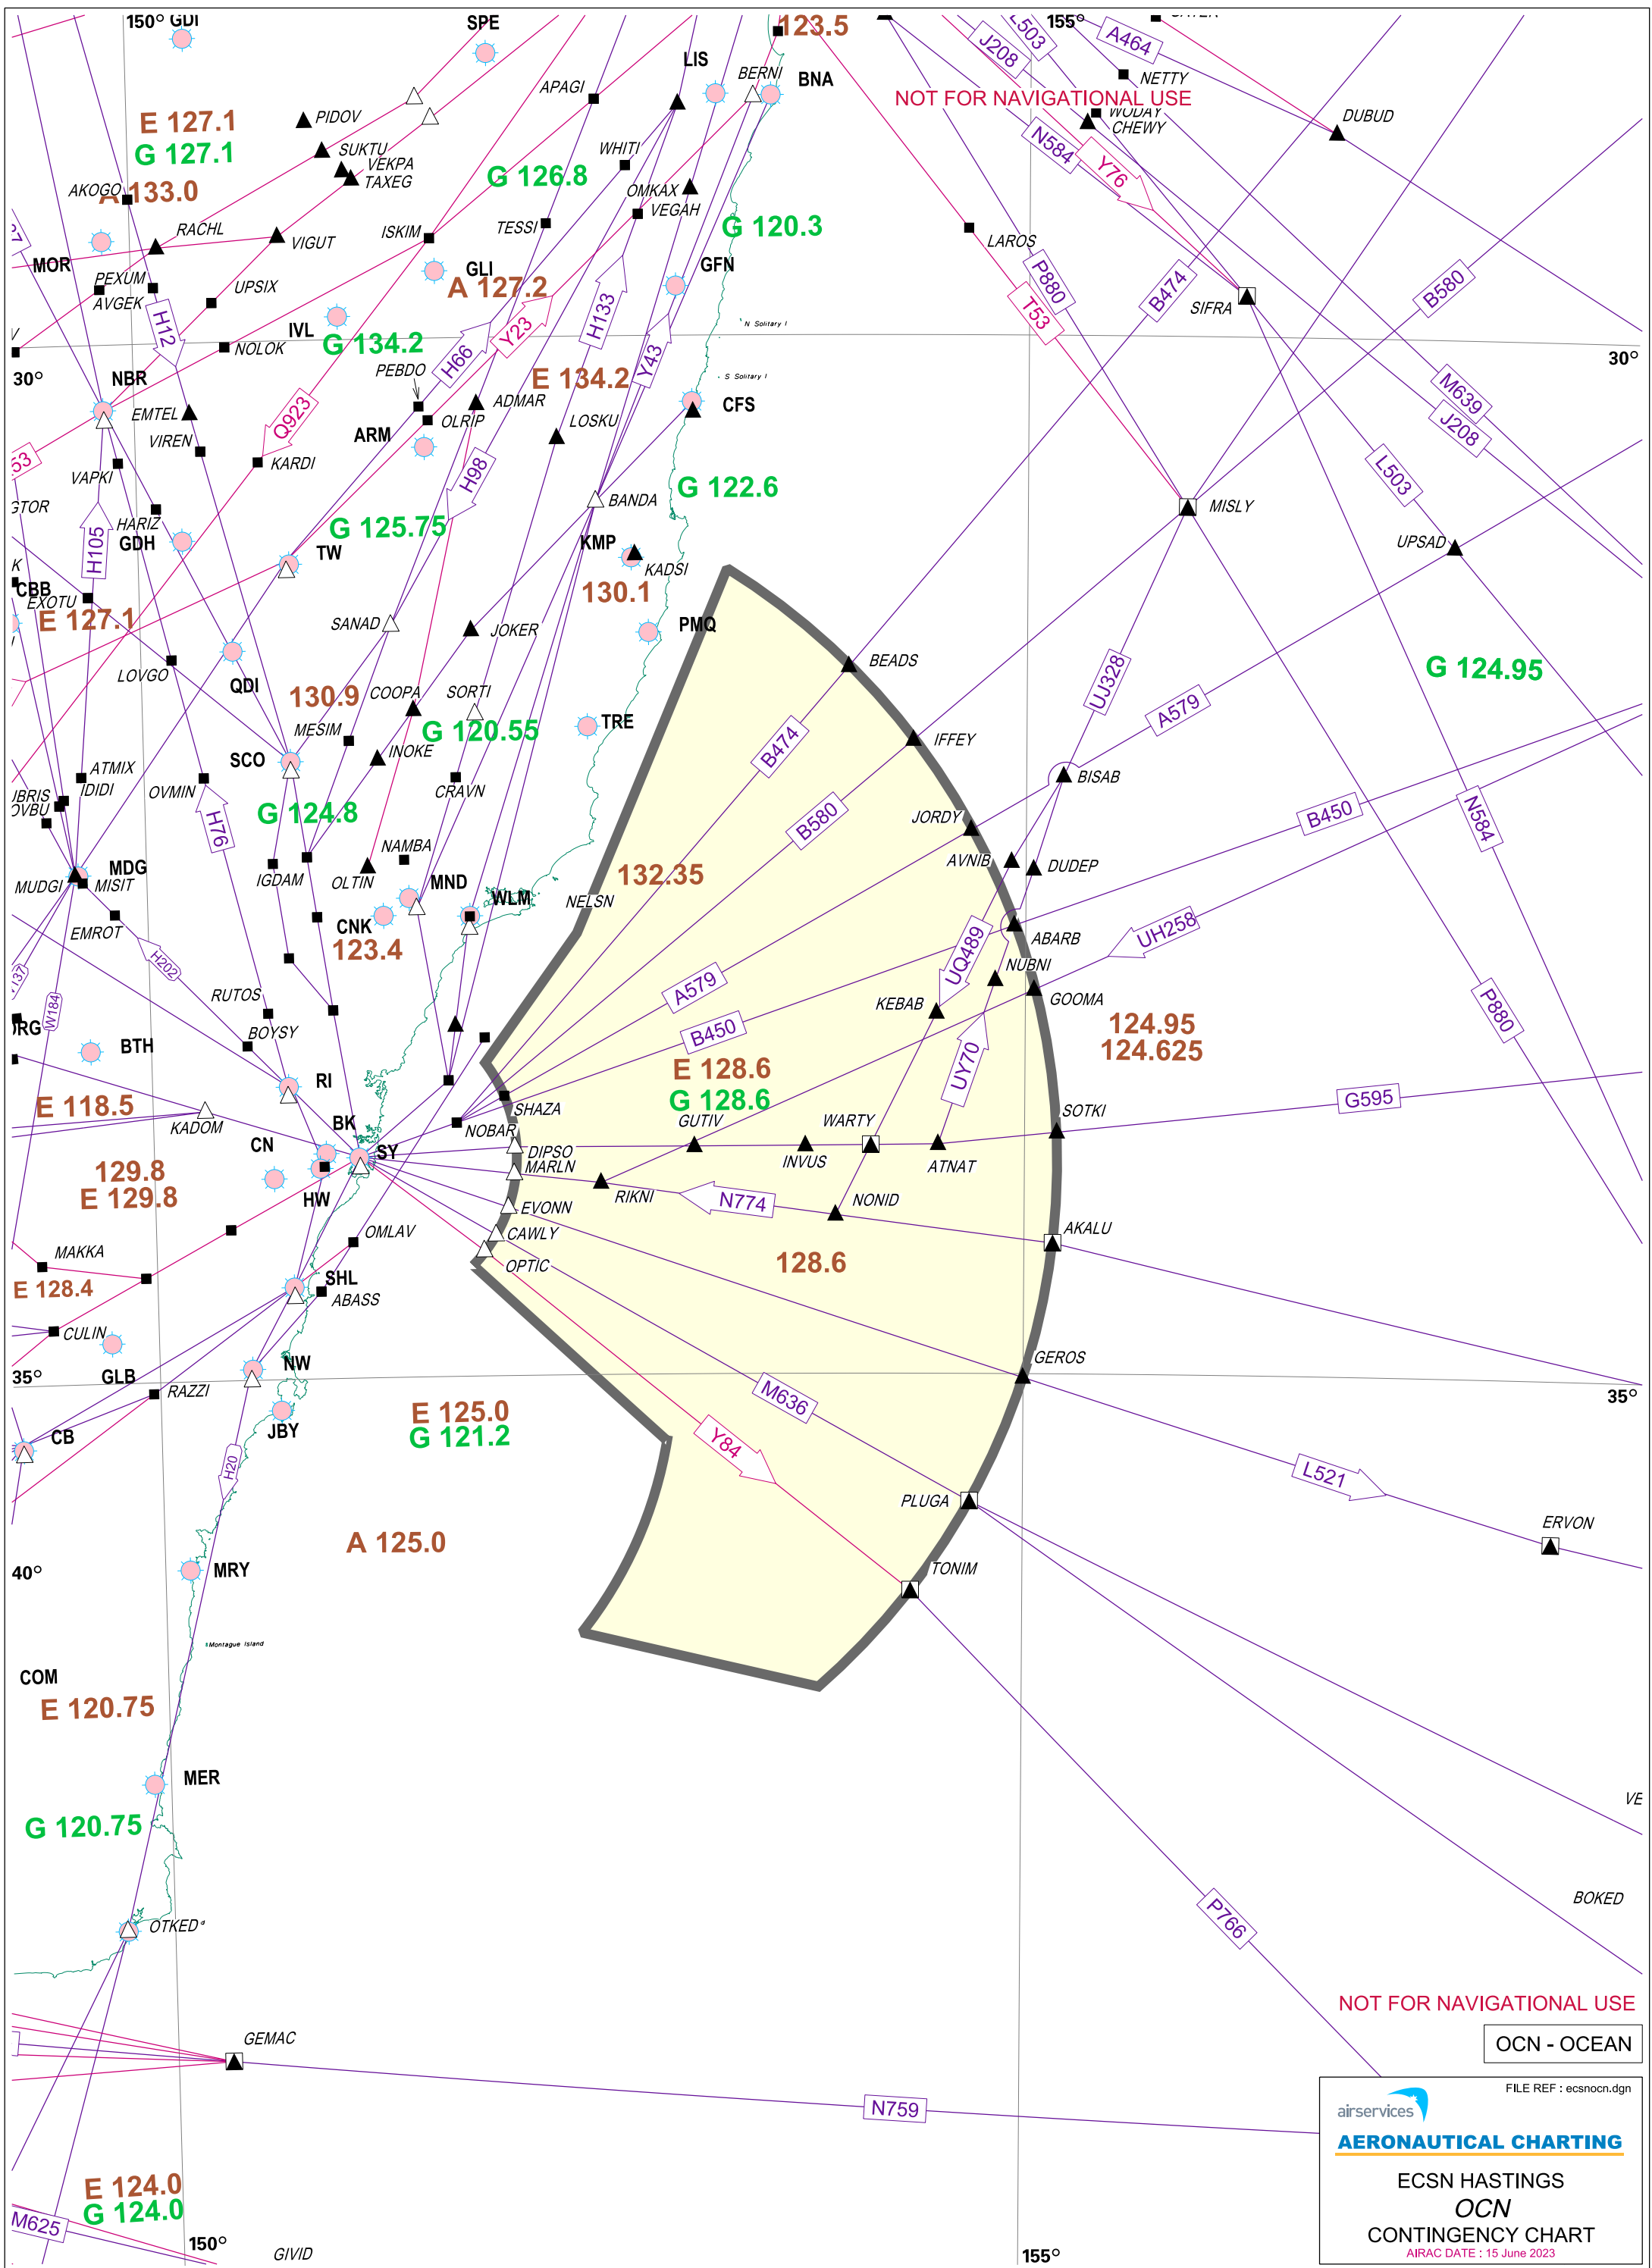 150° GDI
SPE
123.5
155°
L503
J208
A464
NETTY
LIS
BERNI
BNA
APAGI
NOT FOR NAVIGATIONAL USE
WODAY
CHEWY
DUBUD
E 127.1
PIDOV
G 127.1
SUKTU
VEKPA
TAXEG
WHITI
N584
Y76
G 126.8
AKOGO
A 133.0
OMKAX
VEGAH
RACHL
VIGUT
ISKIM
TESSI
G 120.3
LAROS
MOR
PEXUM
AVGEK
UPSIX
GLI
A 127.2
GFN
P880
B474
B580
SIFRA
H12
IVL
NOLOK
G 134.2
H66
Y23
H133
T53
N Solitary I
30°
NBR
PEBDO
E 134.2
Y43
S Solitary I
30°
EMTEL
VIREN
Q923
OLRIP
ADMAR
LOSKU
CFS
M639
J208
ARM
KARDI
VAPKI
H98
L503
GTOR
HARIZ
GDH
H105
G 125.75
TW
BANDA
G 122.6
MISLY
UPSAD
KMP
KADSI
K
CBB
EXOTU
E 127.1
130.1
SANAD
JOKER
PMQ
LOVGO
QDI
130.9
COOPA
SORTI
BEADS
UJ328
G 124.95
A579
MESIM
G 120.55
TRE
B474
IFFEY
SCO
INOKE
ATMIX
IDIDI
OVMIN
CRAVN
BISAB
H76
G 124.8
B580
JORDY
B450
N584
NAMBA
AVNIB
DUDEP
MDG
MUDGI
MISIT
IGDAM
OLTIN
MND
WLM
132.35
NELSN
CNK
123.4
ABARB
UH258
EMROT
H202
UQ489
NUBNI
W184
RUTOS
BOYSY
A579
KEBAB
GOOMA
P880
BTH
B450
124.95
124.625
RI
E 128.6
G 128.6
UY70
E 118.5
KADOM
BK
SHAZA
NOBAR
GUTIV
WARTY
SOTKI
G595
CN
SY
DIPSO
MARLN
INVUS
ATNAT
129.8
E 129.8
HW
RIKNI
N774
NONID
EVONN
OMLAV
CAWLY
OPTIC
128.6
AKALU
MAKKA
E 128.4
SHL
ABASS
CULIN
GLB
NW
GEROS
35°
RAZZI
35°
JBY
E 125.0
G 121.2
M636
CB
Y84
H20
L521
PLUGA
ERVON
A 125.0
40°
MRY
TONIM
Montague Island
COM
E 120.75
MER
G 120.75
VE
BOKED
OTKED
P766
NOT FOR NAVIGATIONAL USE
GEMAC
OCN - OCEAN
N759
FILE REF : ecsnocn.dgn
airservices
AERONAUTICAL CHARTING
E 124.0
G 124.0
ECSN HASTINGS
OCN
CONTINGENCY CHART
AIRAC DATE : 15 June 2023
M625
150°
GIVID
155°